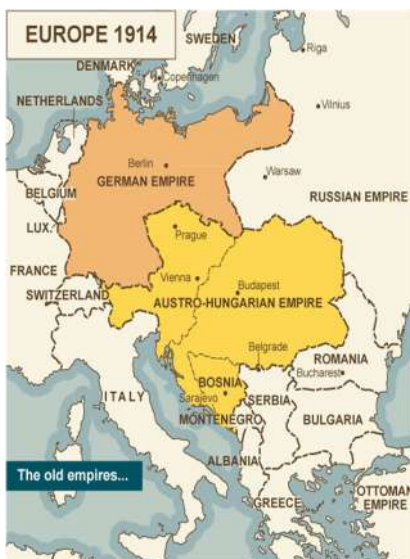 EUROPE 1914
SWEDEN
Riga
DENMARK
Copenhagen
NETHERLANDS
Vilnius
Berlin
GERMAN EMPIRE
Warsaw
BELGIUM
RUSSIAN EMPIRE
LUX.
Prague
FRANCE
Vienna
Budapest
SWITZERLAND
AUSTRO-HUNGARIAN EMPIRE
Belgrade
ROMANIA
Bucharest
BOSNIA
ITALY
Sarajevo
SERBIA
MONTENEGRO
BULGARIA
ALBANIA
The old empires...
OTTOMAN
EMPIRE
GREECE